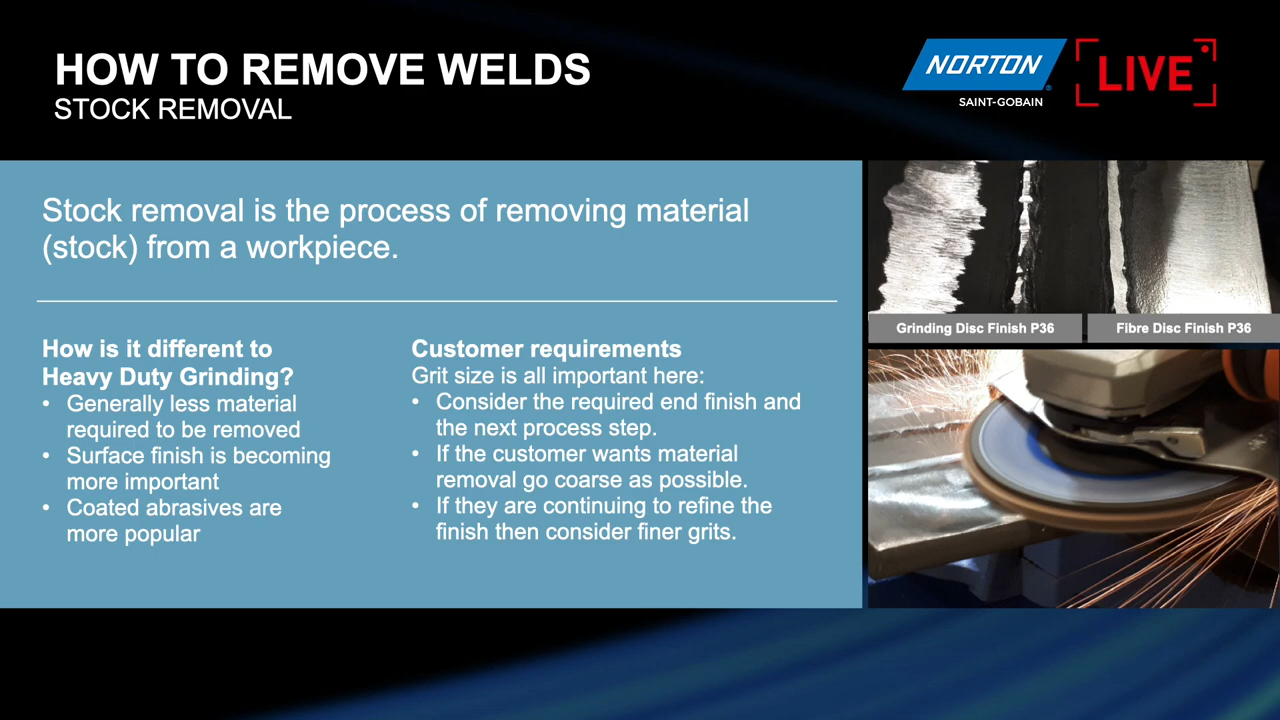 HOW TO REMOVE WELDS
STOCK REMOVAL
NORTON®
SAINT-GOBAIN
LIVE
Stock removal is the process of removing material
(stock) from a workpiece.
How is it different to
Heavy Duty Grinding?
• Generally less material
required to be removed
• Surface finish is becoming
more important
• Coated abrasives are
more popular
Customer requirements
Grit size is all important here:
• Consider the required end finish and
the next process step.
• If the customer wants material
removal go coarse as possible.
• If they are continuing to refine the
finish then consider finer grits.
Grinding Disc Finish P36
Fibre Disc Finish P36